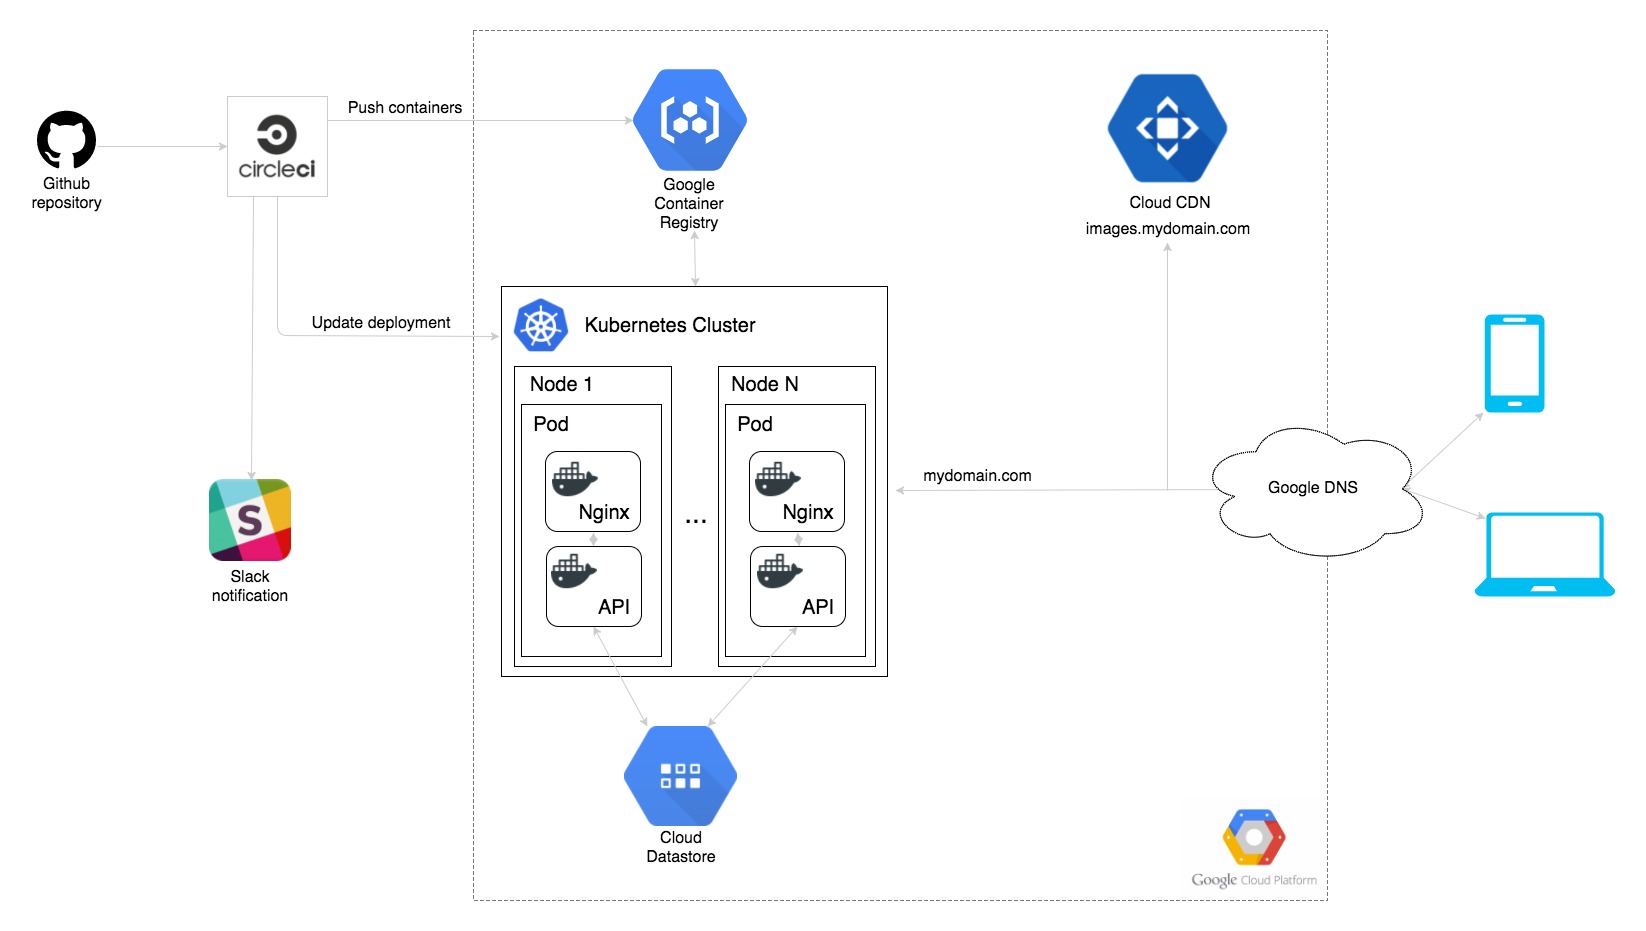 Push containers
circleci
Github
repository
Google
Container
Registry
Cloud CDN
images.mydomain.com
Update deployment
Kubernetes Cluster
Node 1
Node N
Pod
Pod
Nginx
Nginx
...
API
API
mydomain.com
Google DNS
S
Slack
notification
Cloud
Datastore
Google Cloud Platform